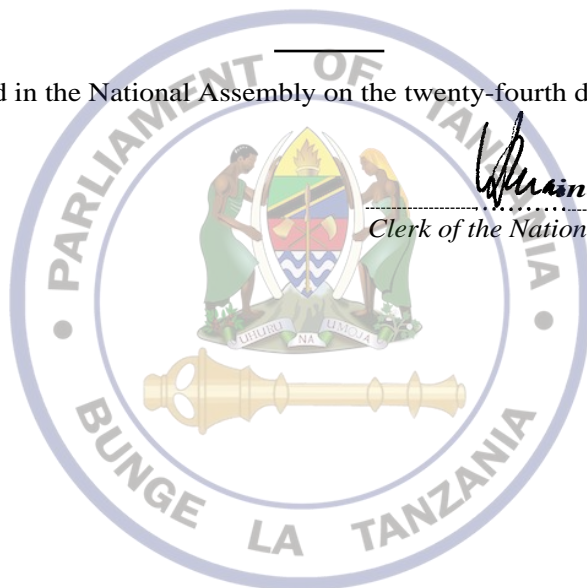 PARLIAMENT OF TANZANIA
d in the National Assembly on the twenty-fourth d
Clerk of the Nation
UHURU NA UMOJA
BUNGE LA TANZANIA